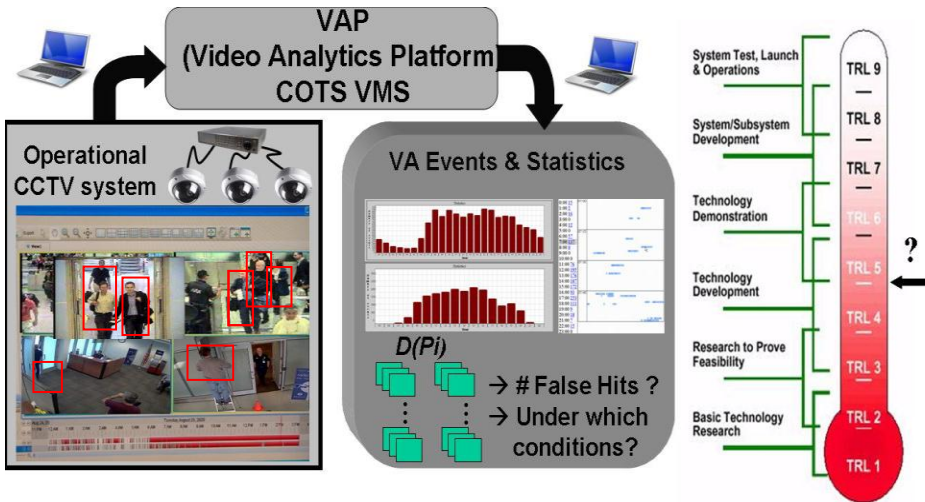 VAP
(Video Analytics Platform
COTS VMS
Operational
CCTV system
VA Events & Statistics
D(Pi)
→ # False Hits ?
→ Under which
conditions?
System Test, Launch
& Operations
System/Subsystem
Development
Technology
Demonstration
Technology
Development
Research to Prove
Feasibility
Basic Technology
Research
TRL 9
TRL 8
TRL 7
TRL 6
TRL 5
TRL 4
TRL 3
TRL 2
TRL 1
?